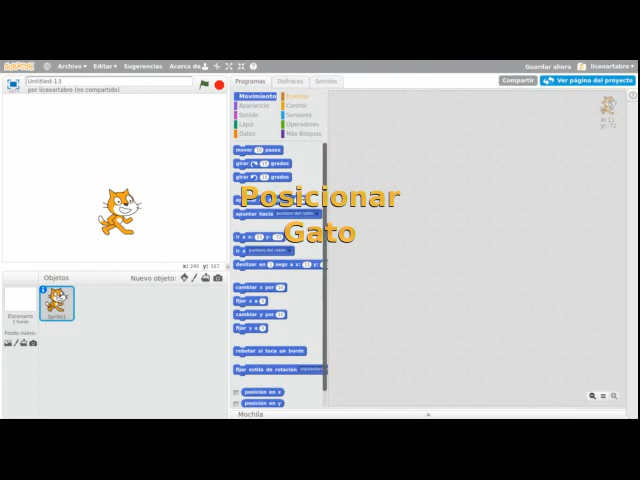 SCRATCH
Archivo Editar Sugerencias Acerca de
Guardar ahora liceoartabro
Untitled-13
por liceoartabro (no compartido)
Programas Disfraces Sonidos
Compartir Ver página del proyecto
Movimiento Eventos
Apariencia Control
Sonido Sensores
Lápiz Operadores
Datos Más Bloques
x: 11
y: -72
mover 10 pasos
girar 15 grados
girar 15 grados
Posicionar
Gato
apuntar hacia puntero del ratón
ir a x: 11 y: -72
ir a puntero del ratón
deslizar en 1 segs a x: 11 y:
cambiar x por 10
fijar x a 0
cambiar y por 10
fijar y a 0
rebotar si toca un borde
fijar estilo de rotación
posición en x
posición en y
x: 240 y: 167
Objetos Nuevo objeto:
Escenario
Fondo nuevo:
Sprite1
Mochila